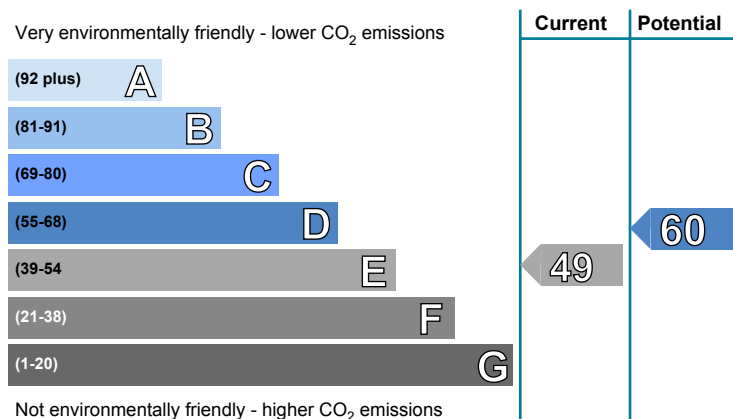 Very environmentally friendly - lower CO₂ emissions
Current Potential
(92 plus) A
(81-91) B
(69-80) C
(55-68) D
(39-54 E
(21-38) F
(1-20) G
49
60
Not environmentally friendly - higher CO₂ emissions